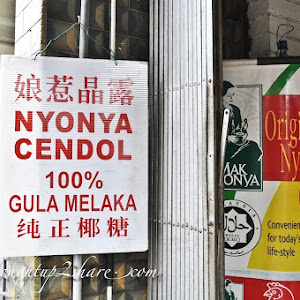 娘惹晶露
NYONYA
CENDOL
100%
GULA MELAKA
纯正椰糖
MAK
NYONYA
Origi
Ny
Convenien
for today's
life-style